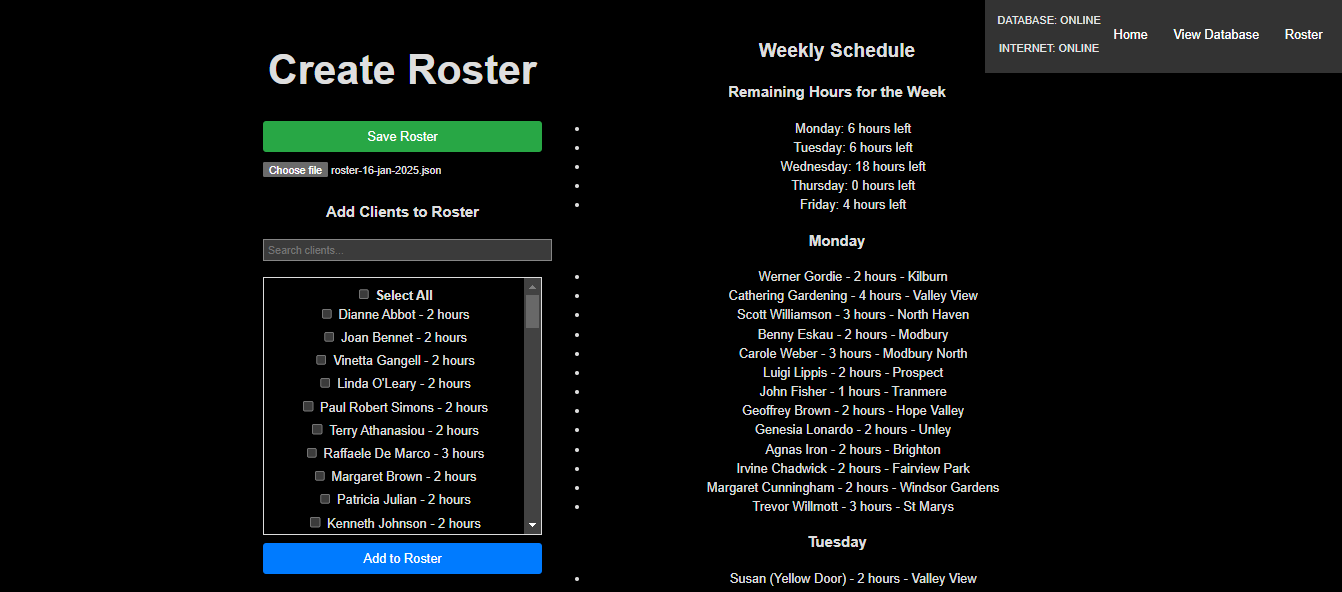 DATABASE: ONLINE
INTERNET: ONLINE
Home
View Database
Roster
Create Roster
Save Roster
Choose file roster-16-jan-2025.json
Add Clients to Roster
Search clients...
Select All
Dianne Abbot - 2 hours
Joan Bennet - 2 hours
Vinetta Gangell - 2 hours
Linda O'Leary - 2 hours
Paul Robert Simons - 2 hours
Terry Athanasiou - 2 hours
Raffaele De Marco - 3 hours
Margaret Brown - 2 hours
Patricia Julian - 2 hours
Kenneth Johnson - 2 hours
Add to Roster
Weekly Schedule
Remaining Hours for the Week
Monday: 6 hours left
Tuesday: 6 hours left
Wednesday: 18 hours left
Thursday: 0 hours left
Friday: 4 hours left
Monday
Werner Gordie - 2 hours - Kilburn
Cathering Gardening - 4 hours - Valley View
Scott Williamson - 3 hours - North Haven
Benny Eskau - 2 hours - Modbury
Carole Weber - 3 hours - Modbury North
Luigi Lippis - 2 hours - Prospect
John Fisher - 1 hours - Tranmere
Geoffrey Brown - 2 hours - Hope Valley
Genesia Lonardo - 2 hours - Unley
Agnas Iron - 2 hours - Brighton
Irvine Chadwick - 2 hours - Fairview Park
Margaret Cunningham - 2 hours - Windsor Gardens
Trevor Willmott - 3 hours - St Marys
Tuesday
Susan (Yellow Door) - 2 hours - Valley View